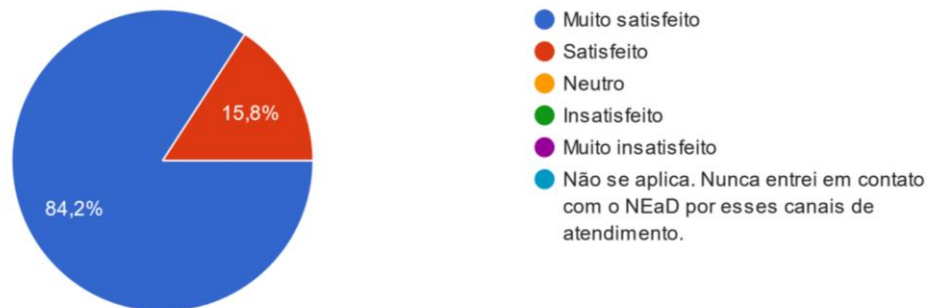 Muito satisfeito
Satisfeito
Neutro
Insatisfeito
Muito insatisfeito
Não se aplica. Nunca entrei em contato
com o NEaD por esses canais de
atendimento.
15,8%
84,2%